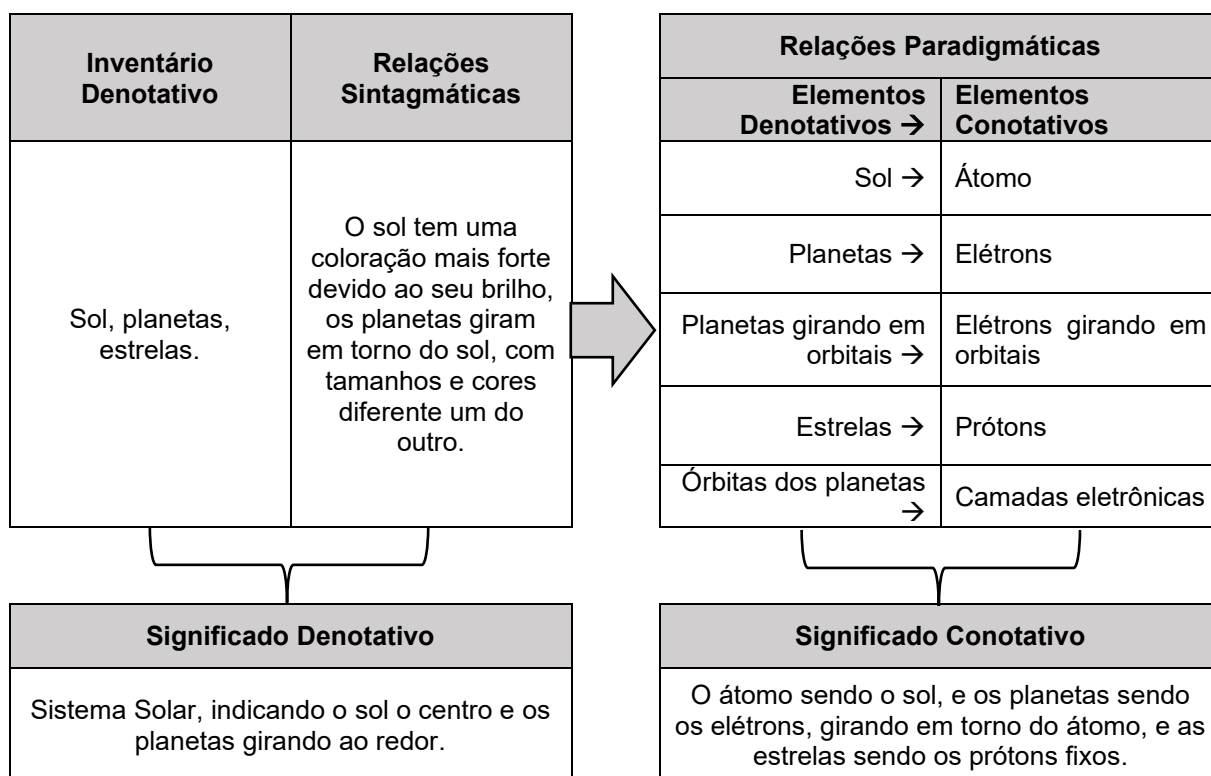 Inventário
Denotativo
Relações
Sintagmáticas
Sol, planetas,
estrelas.
O sol tem uma
coloração mais forte
devido ao seu brilho,
os planetas giram
em torno do sol, com
tamanhos e cores
diferente um do
outro.
Relações Paradigmáticas
Elementos
Denotativos →
Elementos
Conotativos
Sol →
Átomo
Planetas →
Elétrons
Planetas girando em
orbitais →
Elétrons girando em
orbitais
Estrelas →
Prótons
Órbitas dos planetas
→
Camadas eletrônicas
Significado Denotativo
Sistema Solar, indicando o sol o centro e os
planetas girando ao redor.
Significado Conotativo
O átomo sendo o sol, e os planetas sendo
os elétrons, girando em torno do átomo, e as
estrelas sendo os prótons fixos.